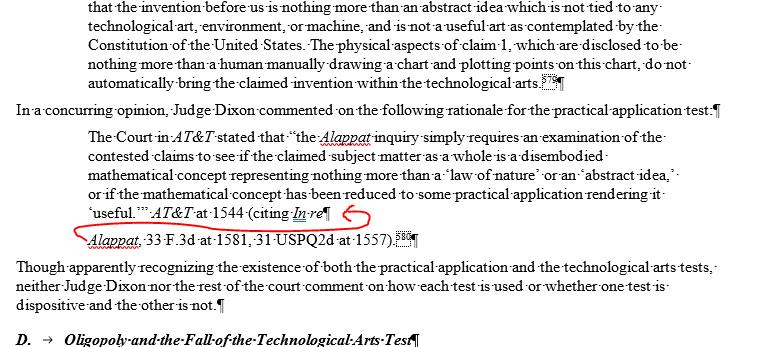 that the invention before us is nothing more than an abstract idea which is not tied to any
technological art, environment, or machine, and is not a useful art as contemplated by the
Constitution of the United States. The physical aspects of claim 1, which are disclosed to be
nothing more than a human manually drawing a chart and plotting points on this chart, do not
automatically bring the claimed invention within the technological arts.¶
In a concurring opinion, Judge Dixon commented on the following rationale for the practical application test:¶
The Court in AT&T stated that “the Alappat inquiry simply requires an examination of the
contested claims to see if the claimed subject matter as a whole is a disembodied
mathematical concept representing nothing more than a ‘law of nature’ or an ‘abstract idea,’
or if the mathematical concept has been reduced to some practical application rendering it
‘useful.’” AT&T at 1544 (citing In re¶
Alappat, 33 F.3d at 1581, 31 USPQ2d at 1557).580¶
Though apparently recognizing the existence of both the practical application and the technological arts tests,
neither Judge Dixon nor the rest of the court comment on how each test is used or whether one test is
dispositive and the other is not.¶
D. → Oligopoly and the Fall of the Technological Arts Test¶